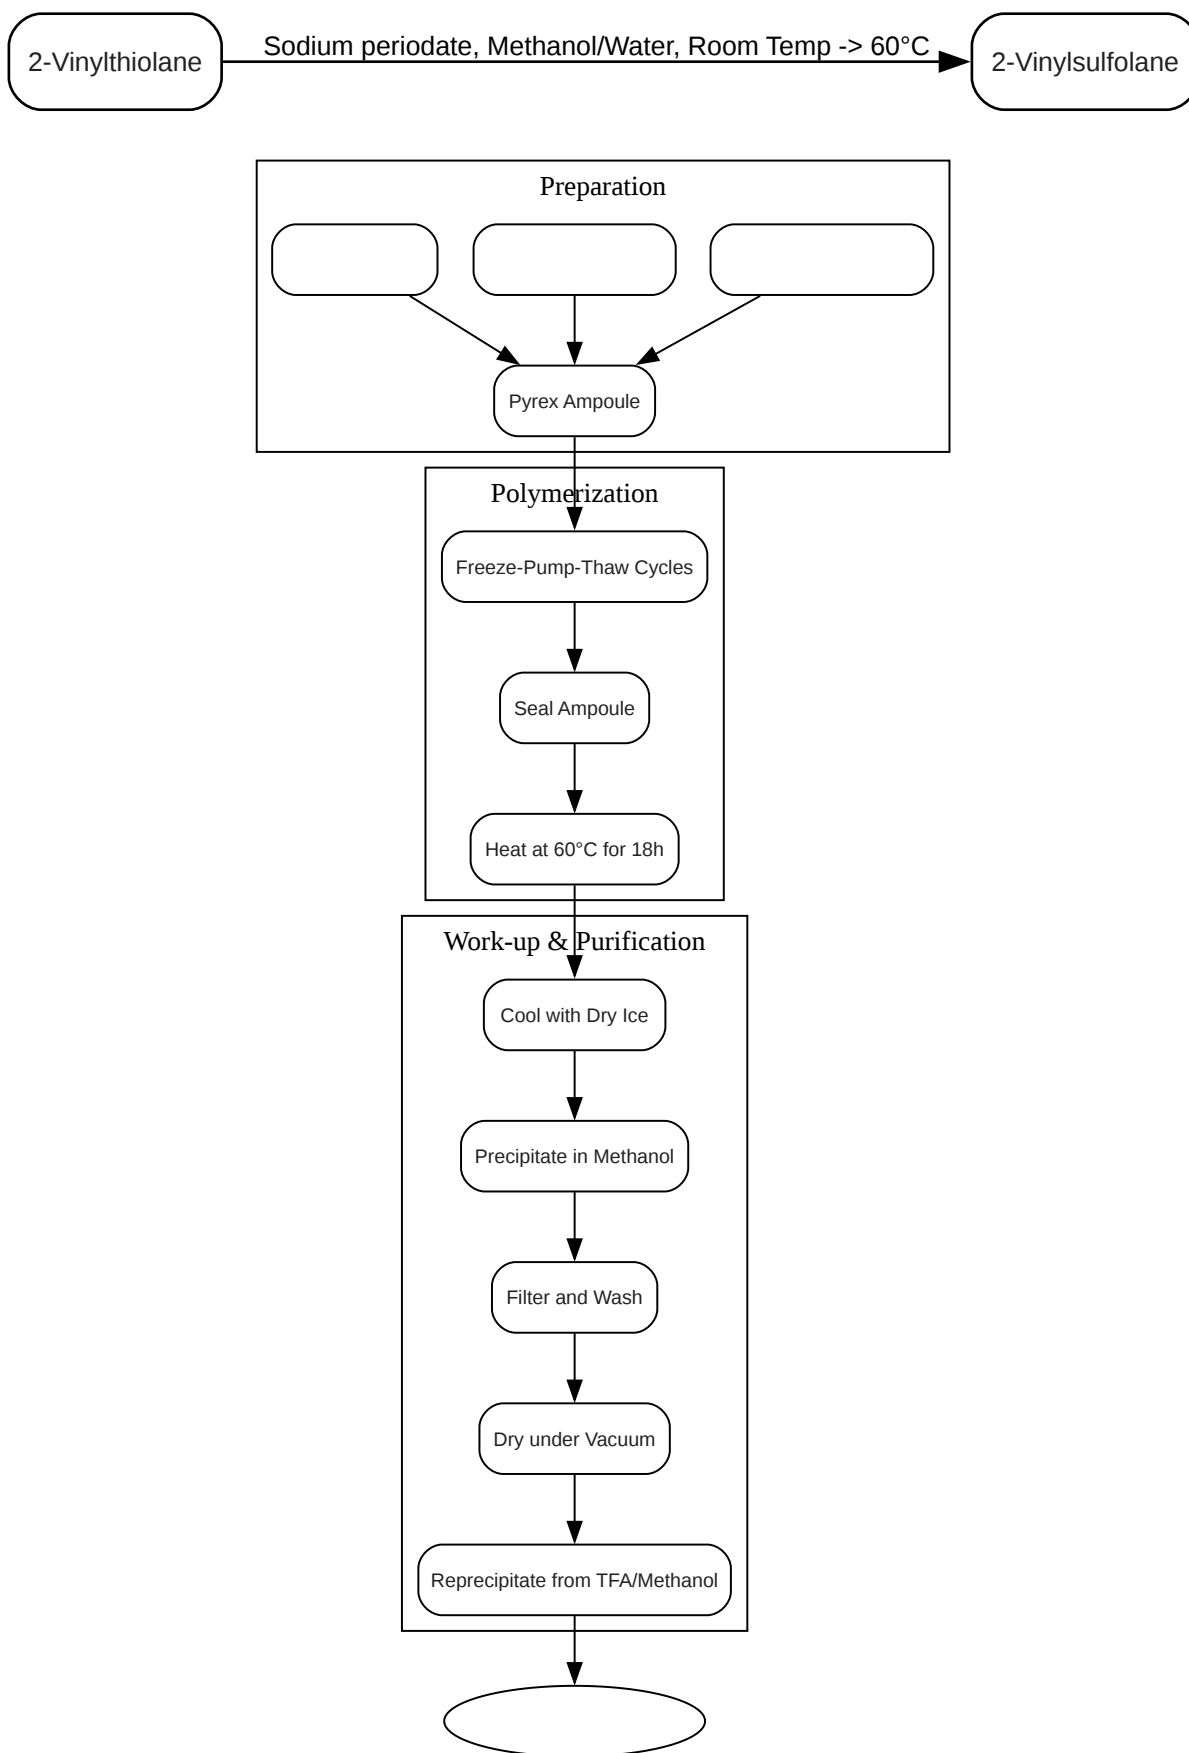 2-Vinylthiolane
Sodium periodate, Methanol/Water, Room Temp -> 60°C
2-Vinylsulfolane
Preparation
Pyrex Ampoule
Polymerization
Freeze-Pump-Thaw Cycles
Seal Ampoule
Heat at 60°C for 18h
Work-up & Purification
Cool with Dry Ice
Precipitate in Methanol
Filter and Wash
Dry under Vacuum
Reprecipitate from TFA/Methanol